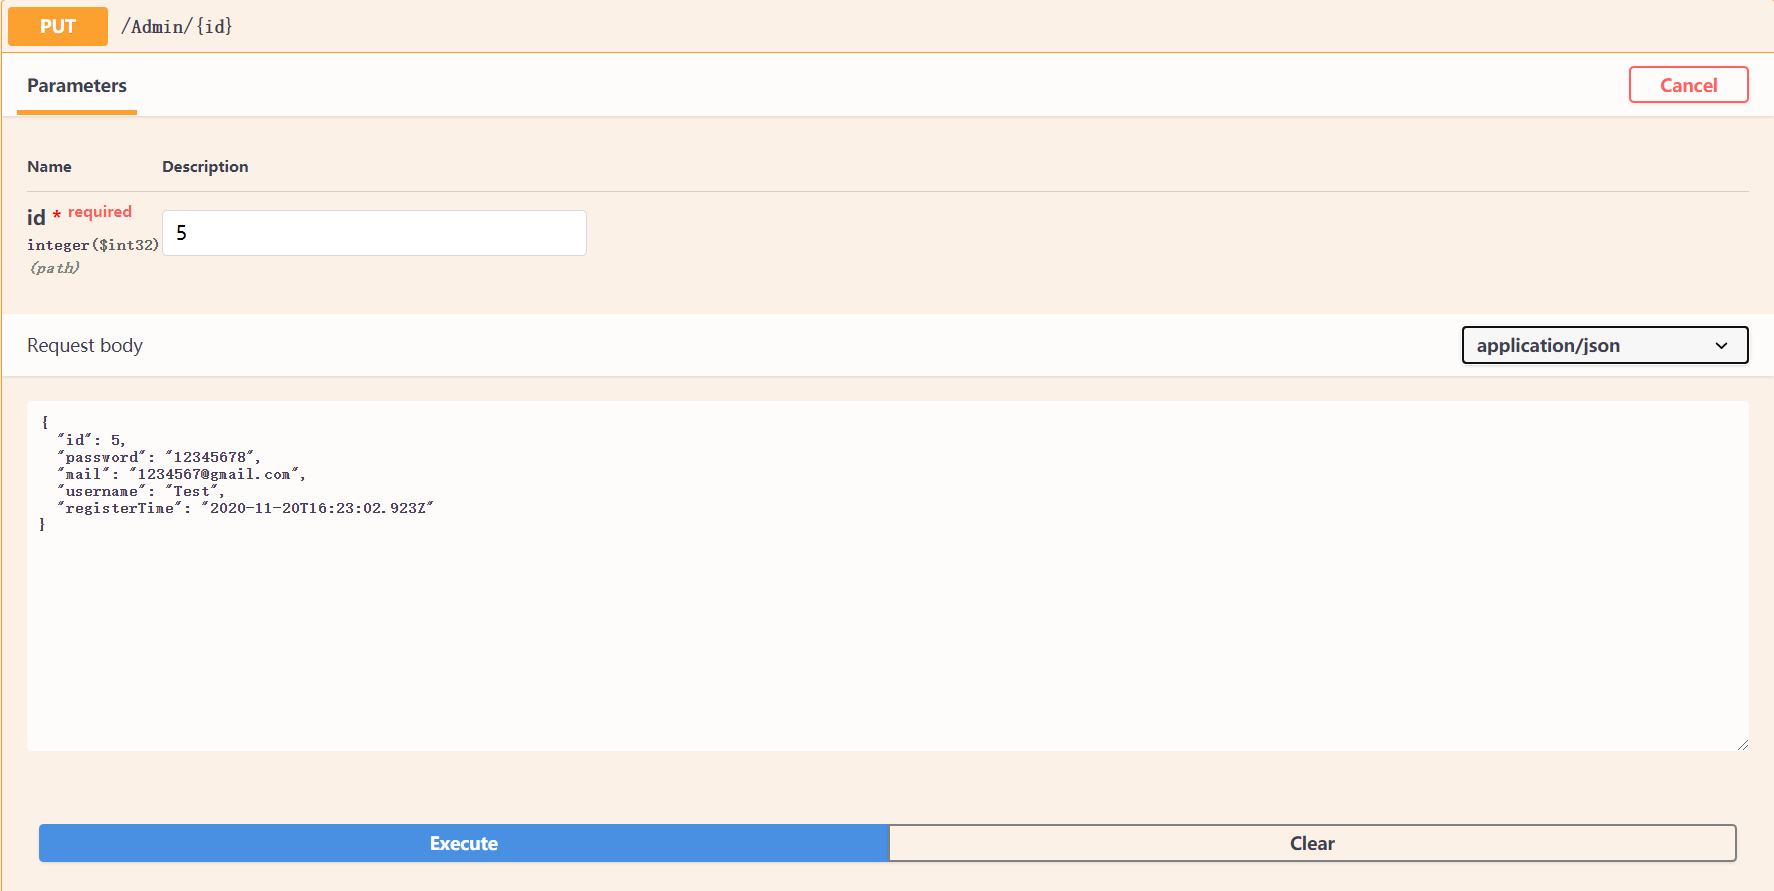 PUT /Admin/{id}
Parameters
Cancel
Name Description
id * required
integer($int32)
(path)
5
Request body
application/json
{
  "id": 5,
  "password": "12345678",
  "mail": "1234567@gmail.com",
  "username": "Test",
  "registerTime": "2020-11-20T16:23:02.923Z"
}
Execute
Clear